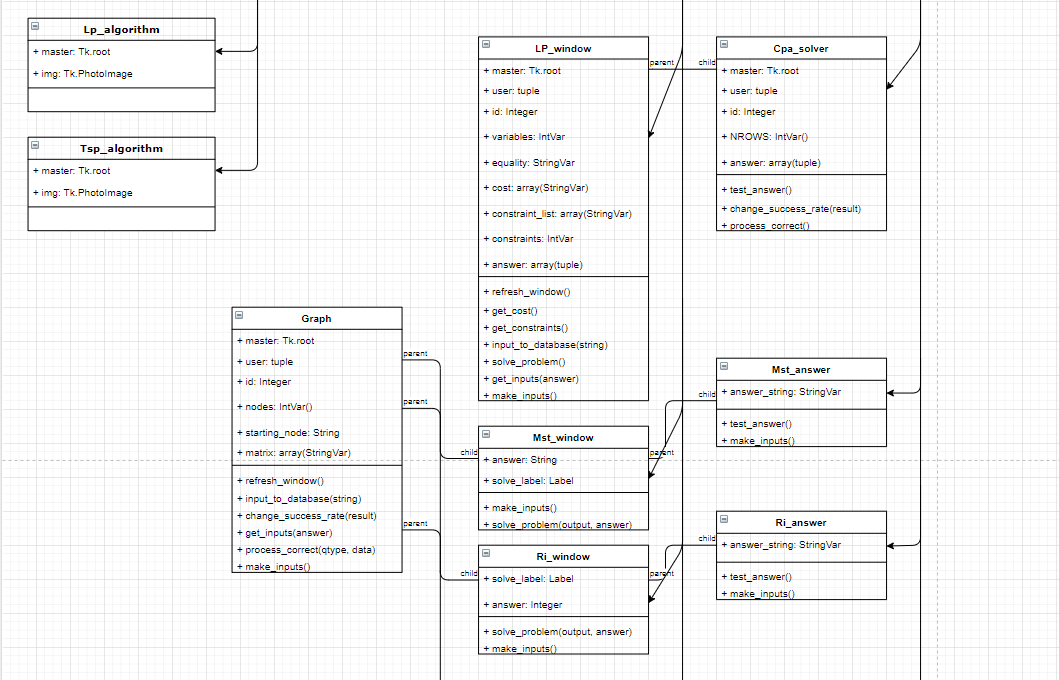 Lp_algorithm
+ master: Tk.root
+ img: Tk.PhotoImage
Tsp_algorithm
+ master: Tk.root
+ img: Tk.PhotoImage
LP_window
+ master: Tk.root
+ user: tuple
+ id: Integer
+ variables: IntVar
+ equality: StringVar
+ cost: array(StringVar)
+ constraint_list: array(StringVar)
+ constraints: IntVar
+ answer: array(tuple)
+ refresh_window()
+ get_cost()
+ get_constraints()
+ input_to_database(string)
+ solve_problem()
+ get_inputs(answer)
+ make_inputs()
parent
child
Cpa_solver
+ master: Tk.root
+ user: tuple
+ id: Integer
+ NROWS: IntVar()
+ answer: array(tuple)
+ test_answer()
+ change_success_rate(result)
+ process_correct()
Graph
+ master: Tk.root
+ user: tuple
+ id: Integer
+ nodes: IntVar()
+ starting_node: String
+ matrix: array(StringVar)
+ refresh_window()
+ input_to_database(string)
+ change_success_rate(result)
+ get_inputs(answer)
+ process_correct(qtype, data)
+ make_inputs()
parent
parent
parent
child
child
Mst_window
+ answer: String
+ solve_label: Label
+ make_inputs()
+ solve_problem(output, answer)
parent
child
Mst_answer
+ answer_string: StringVar
+ test_answer()
+ make_inputs()
Ri_window
+ solve_label: Label
+ answer: Integer
+ solve_problem(output, answer)
+ make_inputs()
parent
child
Ri_answer
+ answer_string: StringVar
+ test_answer()
+ make_inputs()